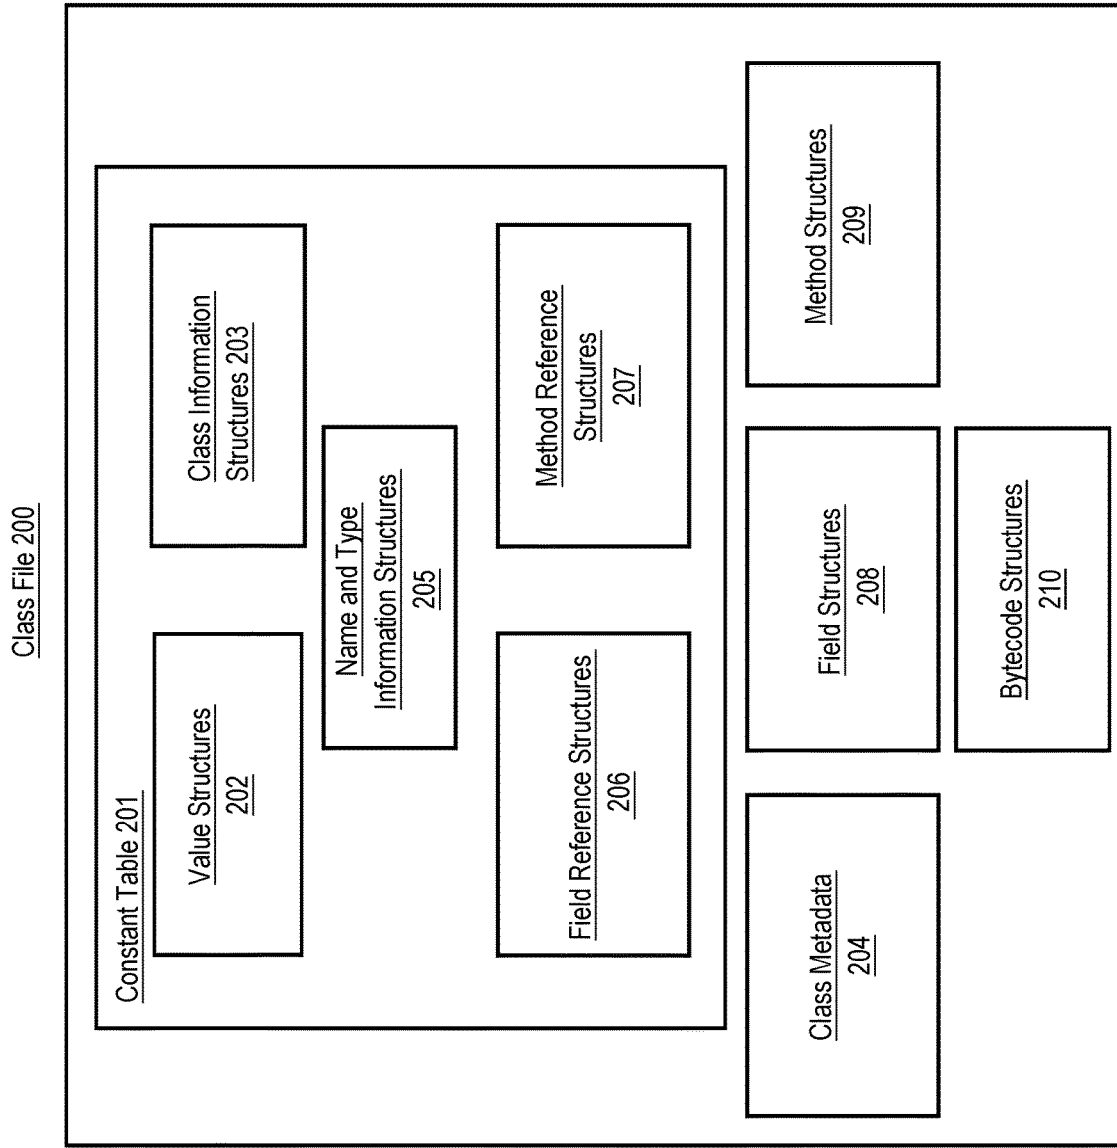 Class File 200
Constant Table 201
Value Structures
202
Class Information
Structures 203
Name and Type
Information Structures
205
Field Reference Structures
206
Method Reference
Structures
207
Class Metadata
204
Field Structures
208
Method Structures
209
Bytecode Structures
210